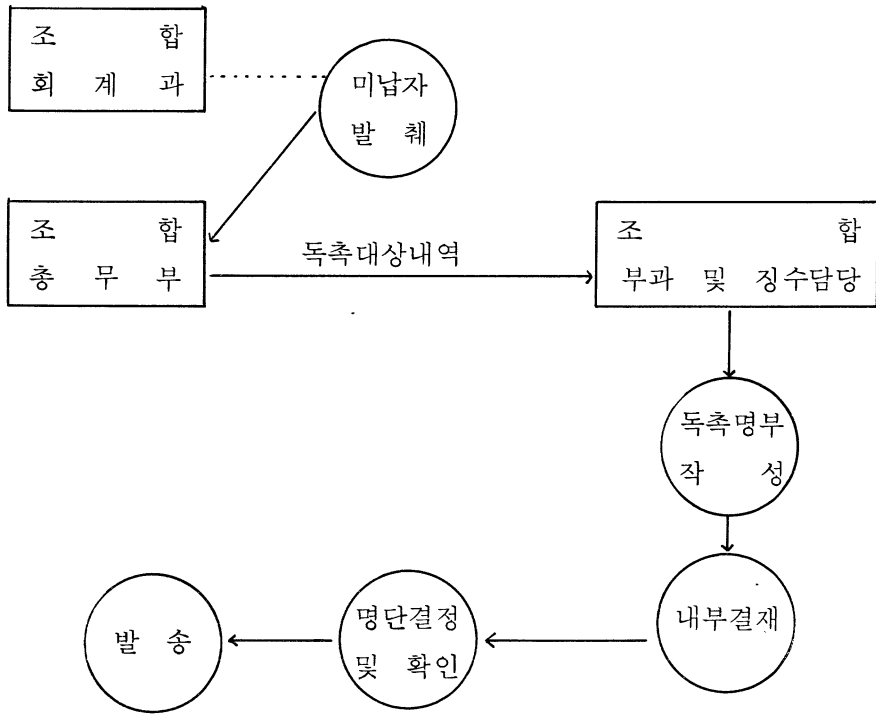 조 합
회 계 과
미납자
발 췌
조 합
총 무 부
독촉대상내역
조 합
부과 및 징수담당
독촉명부
작 성
내부결재
명단결정
및 확인
발 송